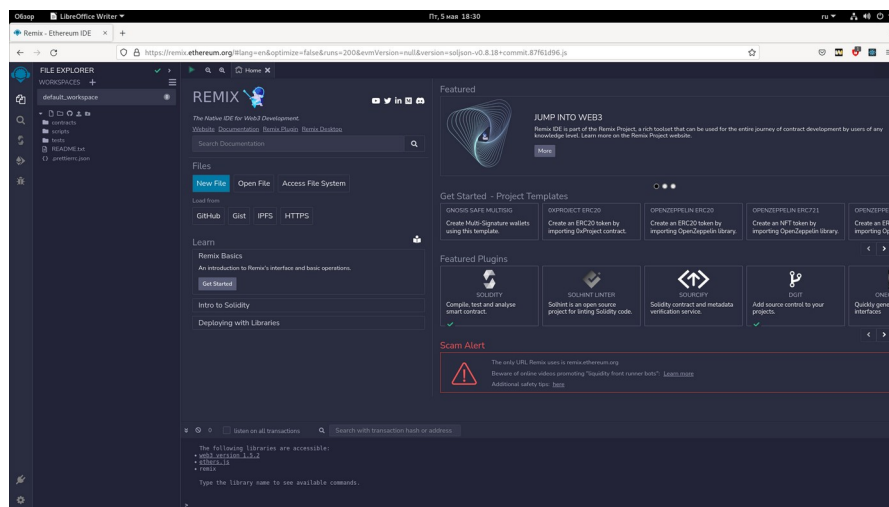 Обзор
LibreOffice Writer
Пт, 5 мая 18:30
ru
Remix - Ethereum IDE
https://remix.ethereum.org/#lang=en&optimize=false&runs=200&evmVersion=null&version=soljson-v0.8.18+commit.87f61d96.js
FILE EXPLORER
WORKSPACES
default_workspace
contracts
scripts
tests
README.txt
.prettierrc.json
Home
REMIX
The Native IDE for Web3 Development.
Website Documentation Remix Plugin Remix Desktop
Search Documentation
Files
New File Open File Access File System
Load from:
GitHub Gist IPFS HTTPS
Learn
Remix Basics
An introduction to Remix's interface and basic operations.
Get Started
Intro to Solidity
Deploying with Libraries
Featured
JUMP INTO WEB3
Remix IDE is part of the Remix Project, a rich toolset that can be used for the entire journey of contract development by users of any
knowledge level. Learn more on the Remix Project website.
More
Get Started - Project Templates
GNOSIS SAFE MULTISIG
Create Multi-Signature wallets
using this template.
0XPROJECT ERC20
Create an ERC20 token by
importing 0xProject contract.
OPENZEPPELIN ERC20
Create an ERC20 token by
importing OpenZeppelin library.
OPENZEPPELIN ERC721
Create an NFT token by
importing OpenZeppelin library.
OPENZEPPE
Create an ER
importing Op
Featured Plugins
SOLIDITY
Compile, test and analyse
smart contract.
SOLHINT LINTER
Solhint is an open source
project for linting Solidity code.
SOURCIFY
Solidity contract and metadata
verification service.
DGIT
Add source control to your
projects.
ONE
Quickly gene
interfaces
Scam Alert
The only URL Remix uses is remix.ethereum.org
Beware of online videos promoting "liquidity front runner bots": Learn more
Additional safety tips: here
0
listen on all transactions
Search with transaction hash or address
The following libraries are accessible:
web3 version 1.5.2
ethers.js
remix
Type the library name to see available commands.